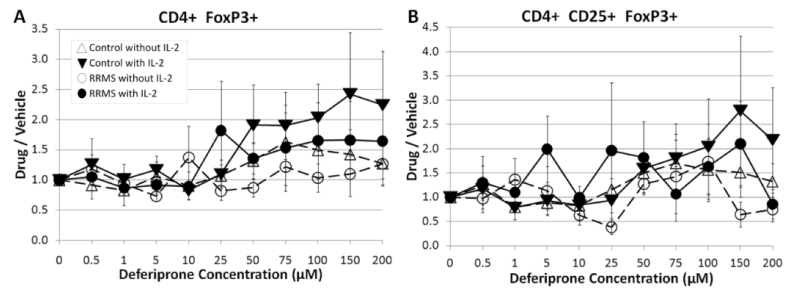 A
CD4+ FoxP3+
3.5
3.0
2.5
2.0
1.5
1.0
0.5
0.0
Drug / Vehicle
Control without IL-2
Control with IL-2
RRMS without IL-2
RRMS with IL-2
0 0.5 1 5 10 25 50 75 100 150 200
Deferiprone Concentration (µM)
B
CD4+ CD25+ FoxP3+
4.5
4.0
3.5
3.0
2.5
2.0
1.5
1.0
0.5
0.0
Drug / Vehicle
0 0.5 1 5 10 25 50 75 100 150 200
Deferiprone Concentration (µM)